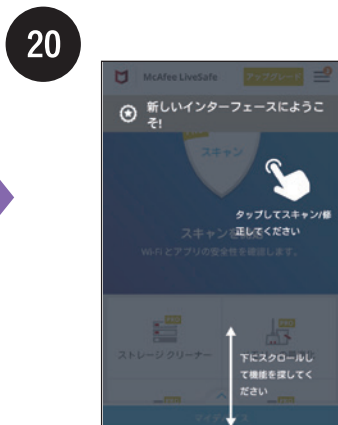 20
McAfee LiveSafe アップグレード
新しいインターフェースにようこ
そ!
スキャン
タップしてスキャン/修
正してください
スキャンを
Wi-Fi とアプリの安全性を確認します。
PRO
PRO
ストレージ クリーナー
下にスクロールし
て機能を探してく
ださい